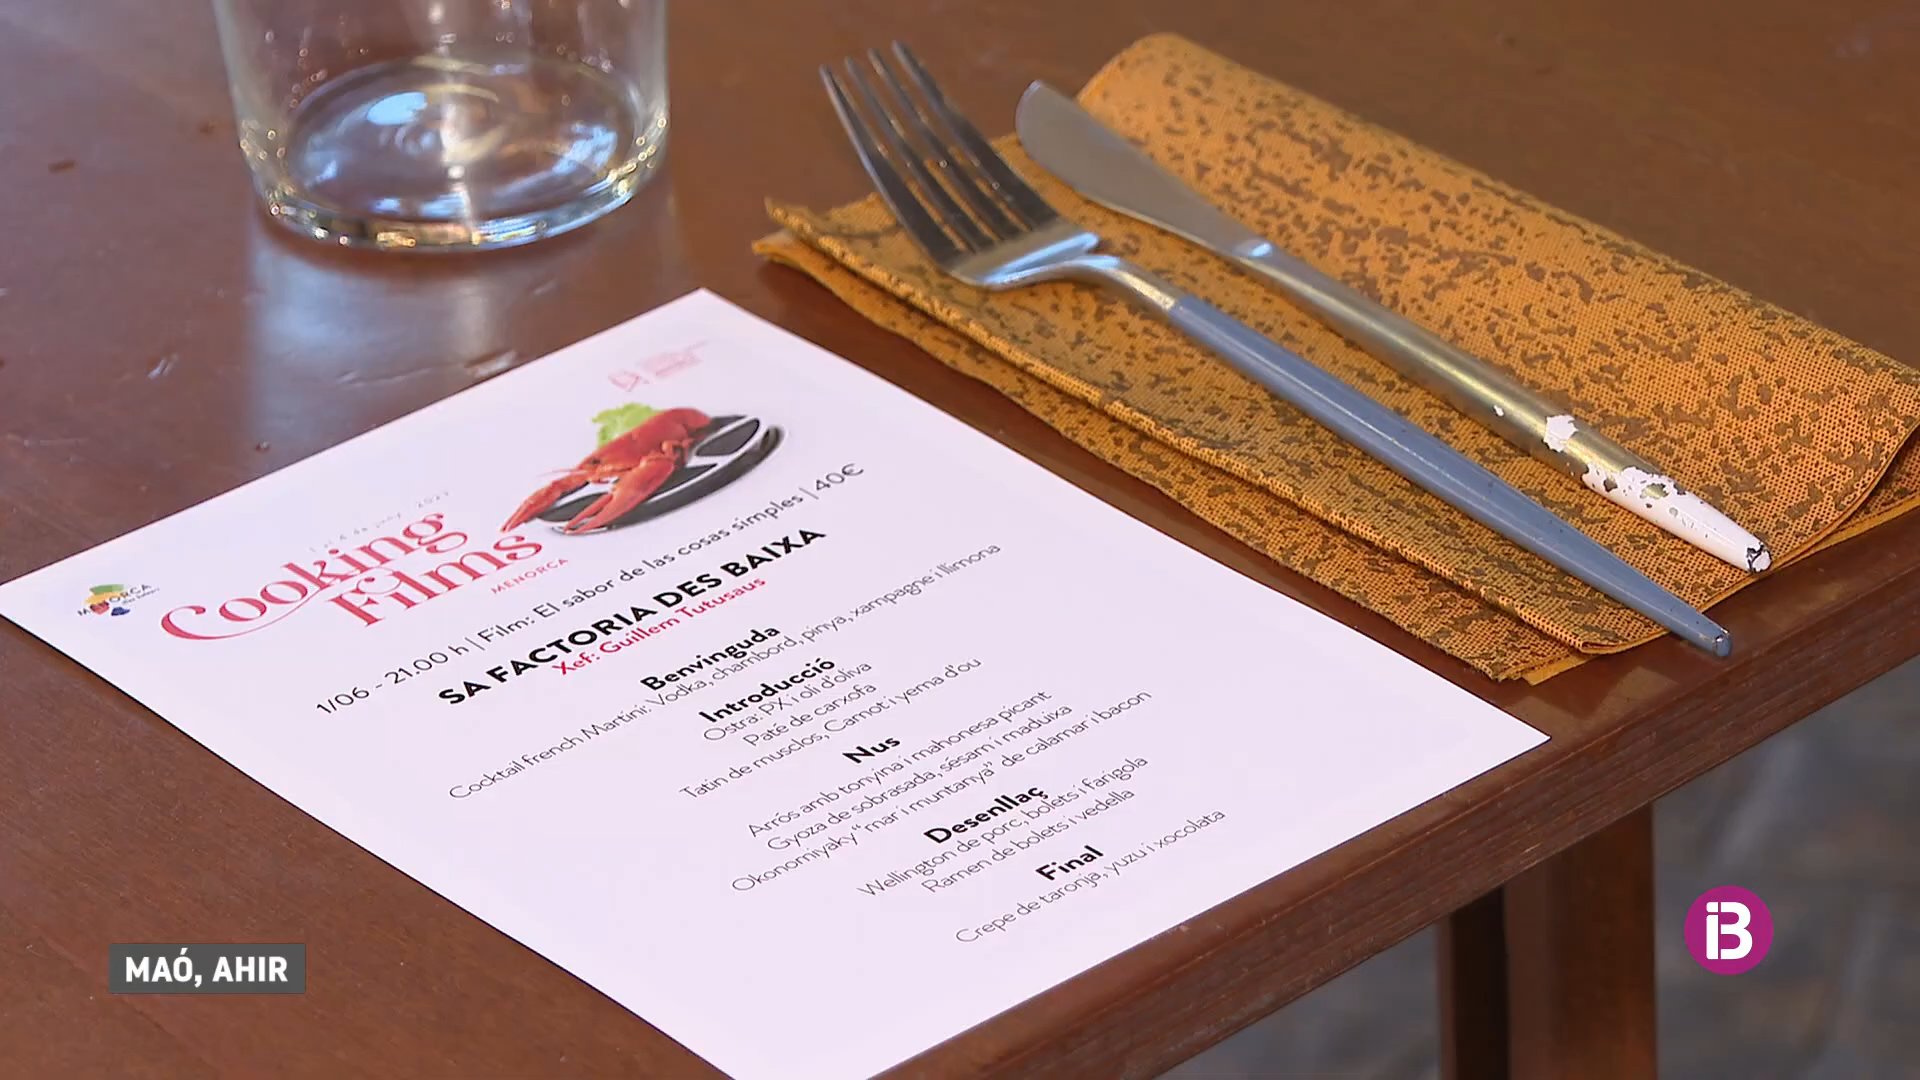 Cooking
Films
MENORCA
MENORCA
1/06 - 21.00 h | Film: El sabor de las cosas simples | 40€
SA FACTORIA DES BAIXA
Xef: Guillem Tutusaus
Benvinguda
Cocktail french Martini: Vodka, chambord, pinya, xampagne i llimona
Introducció
Ostra: PX i oli d'oliva
Paté de carxofa
Tatin de musclos, Carnot i yema d'ou
Nus
Arrós amb tonyina i mahonesa picant
Gyoza de sobrasada, sésam i maduixa
Okonomiyaky "mar i muntanya" de calamar i bacon
Desenllaç
Wellington de porc, bolets i farigola
Ramen de bolets i vedella
Final
Crepe de taronja, yuzu i xocolata
MAÓ, AHIR
IB